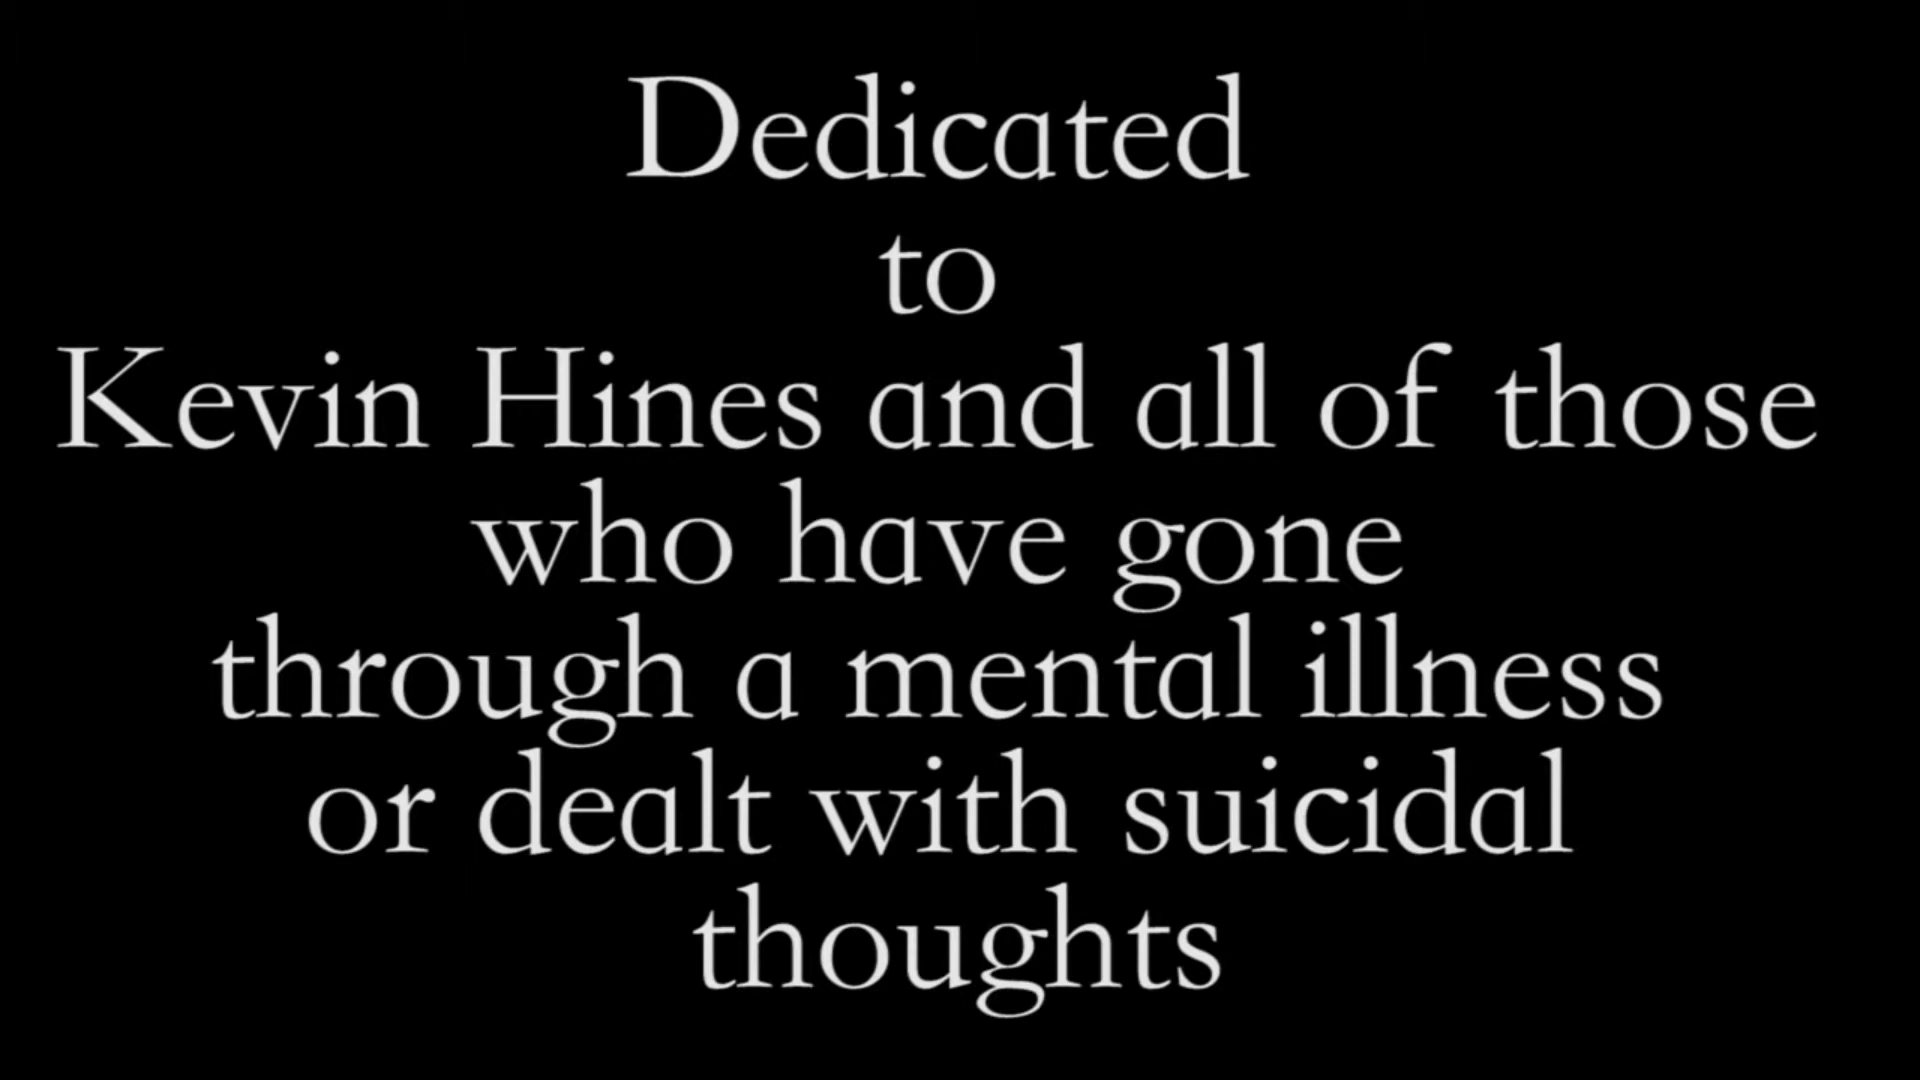 Dedicated
to
Kevin Hines and all of those
who have gone
through a mental illness
or dealt with suicidal
thoughts